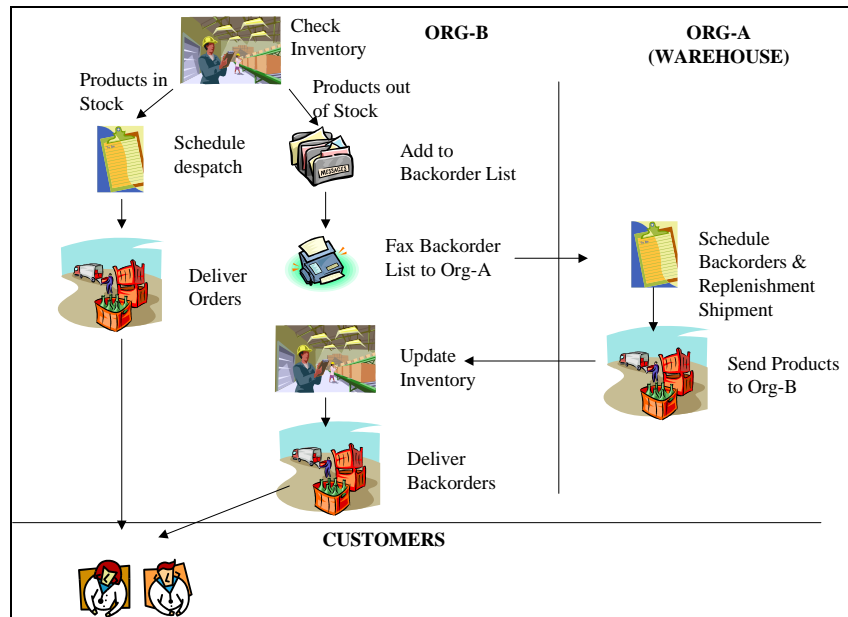 Check
Inventory
ORG-B
ORG-A
(WAREHOUSE)
Products in
Stock
Products out
of Stock
Schedule
despatch
Add to
Backorder List
Deliver
Orders
Fax Backorder
List to Org-A
Schedule
Backorders &
Replenishment
Shipment
Update
Inventory
Send Products
to Org-B
Deliver
Backorders
CUSTOMERS